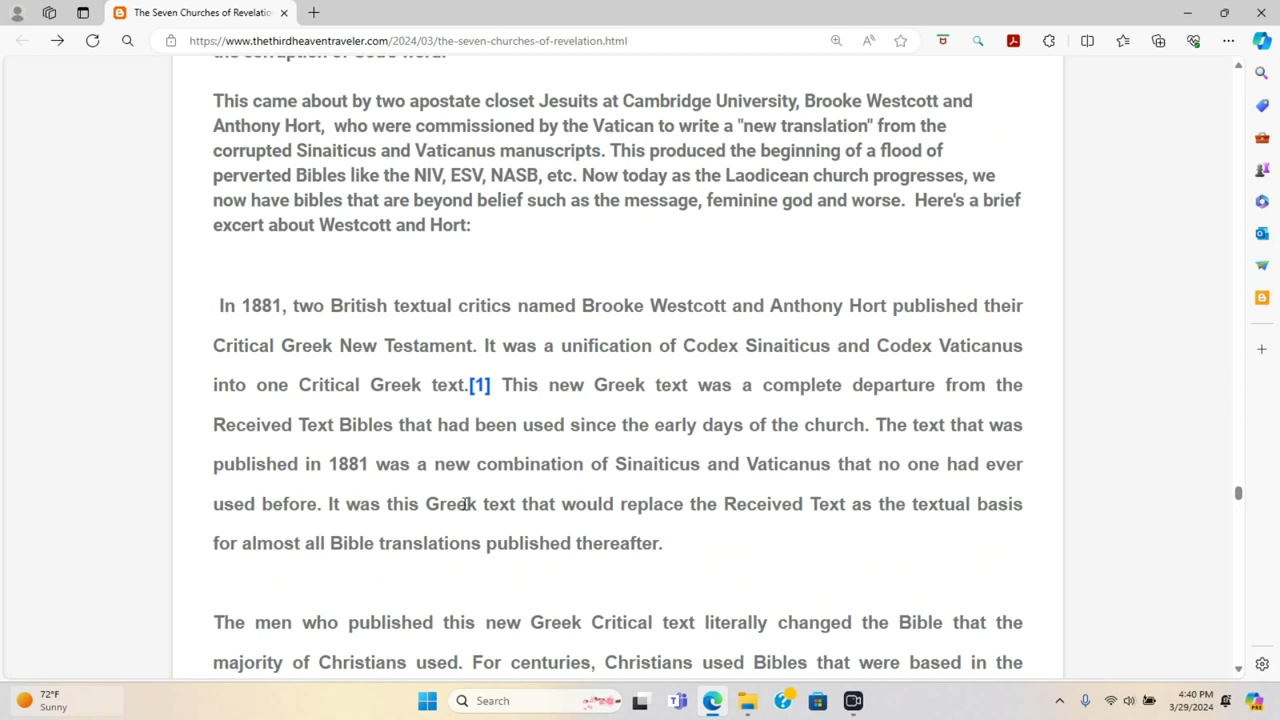 The Seven Churches of Revelatio
https://www.thethirdheaventraveler.com/2024/03/the-seven-churches-of-revelation.html
the corruption of God's word.
This came about by two apostate closet Jesuits at Cambridge University, Brooke Westcott and
Anthony Hort,  who were commissioned by the Vatican to write a "new translation" from the
corrupted Sinaiticus and Vaticanus manuscripts. This produced the beginning of a flood of
perverted Bibles like the NIV, ESV, NASB, etc. Now today as the Laodicean church progresses, we
now have bibles that are beyond belief such as the message, feminine god and worse.  Here's a brief
excert about Westcott and Hort:
In 1881, two British textual critics named Brooke Westcott and Anthony Hort published their
Critical Greek New Testament. It was a unification of Codex Sinaiticus and Codex Vaticanus
into one Critical Greek text.[1] This new Greek text was a complete departure from the
Received Text Bibles that had been used since the early days of the church. The text that was
published in 1881 was a new combination of Sinaiticus and Vaticanus that no one had ever
used before. It was this Greek text that would replace the Received Text as the textual basis
for almost all Bible translations published thereafter.
The men who published this new Greek Critical text literally changed the Bible that the
majority of Christians used. For centuries, Christians used Bibles that were based in the
72°F
Sunny
Search
4:40 PM
3/29/2024